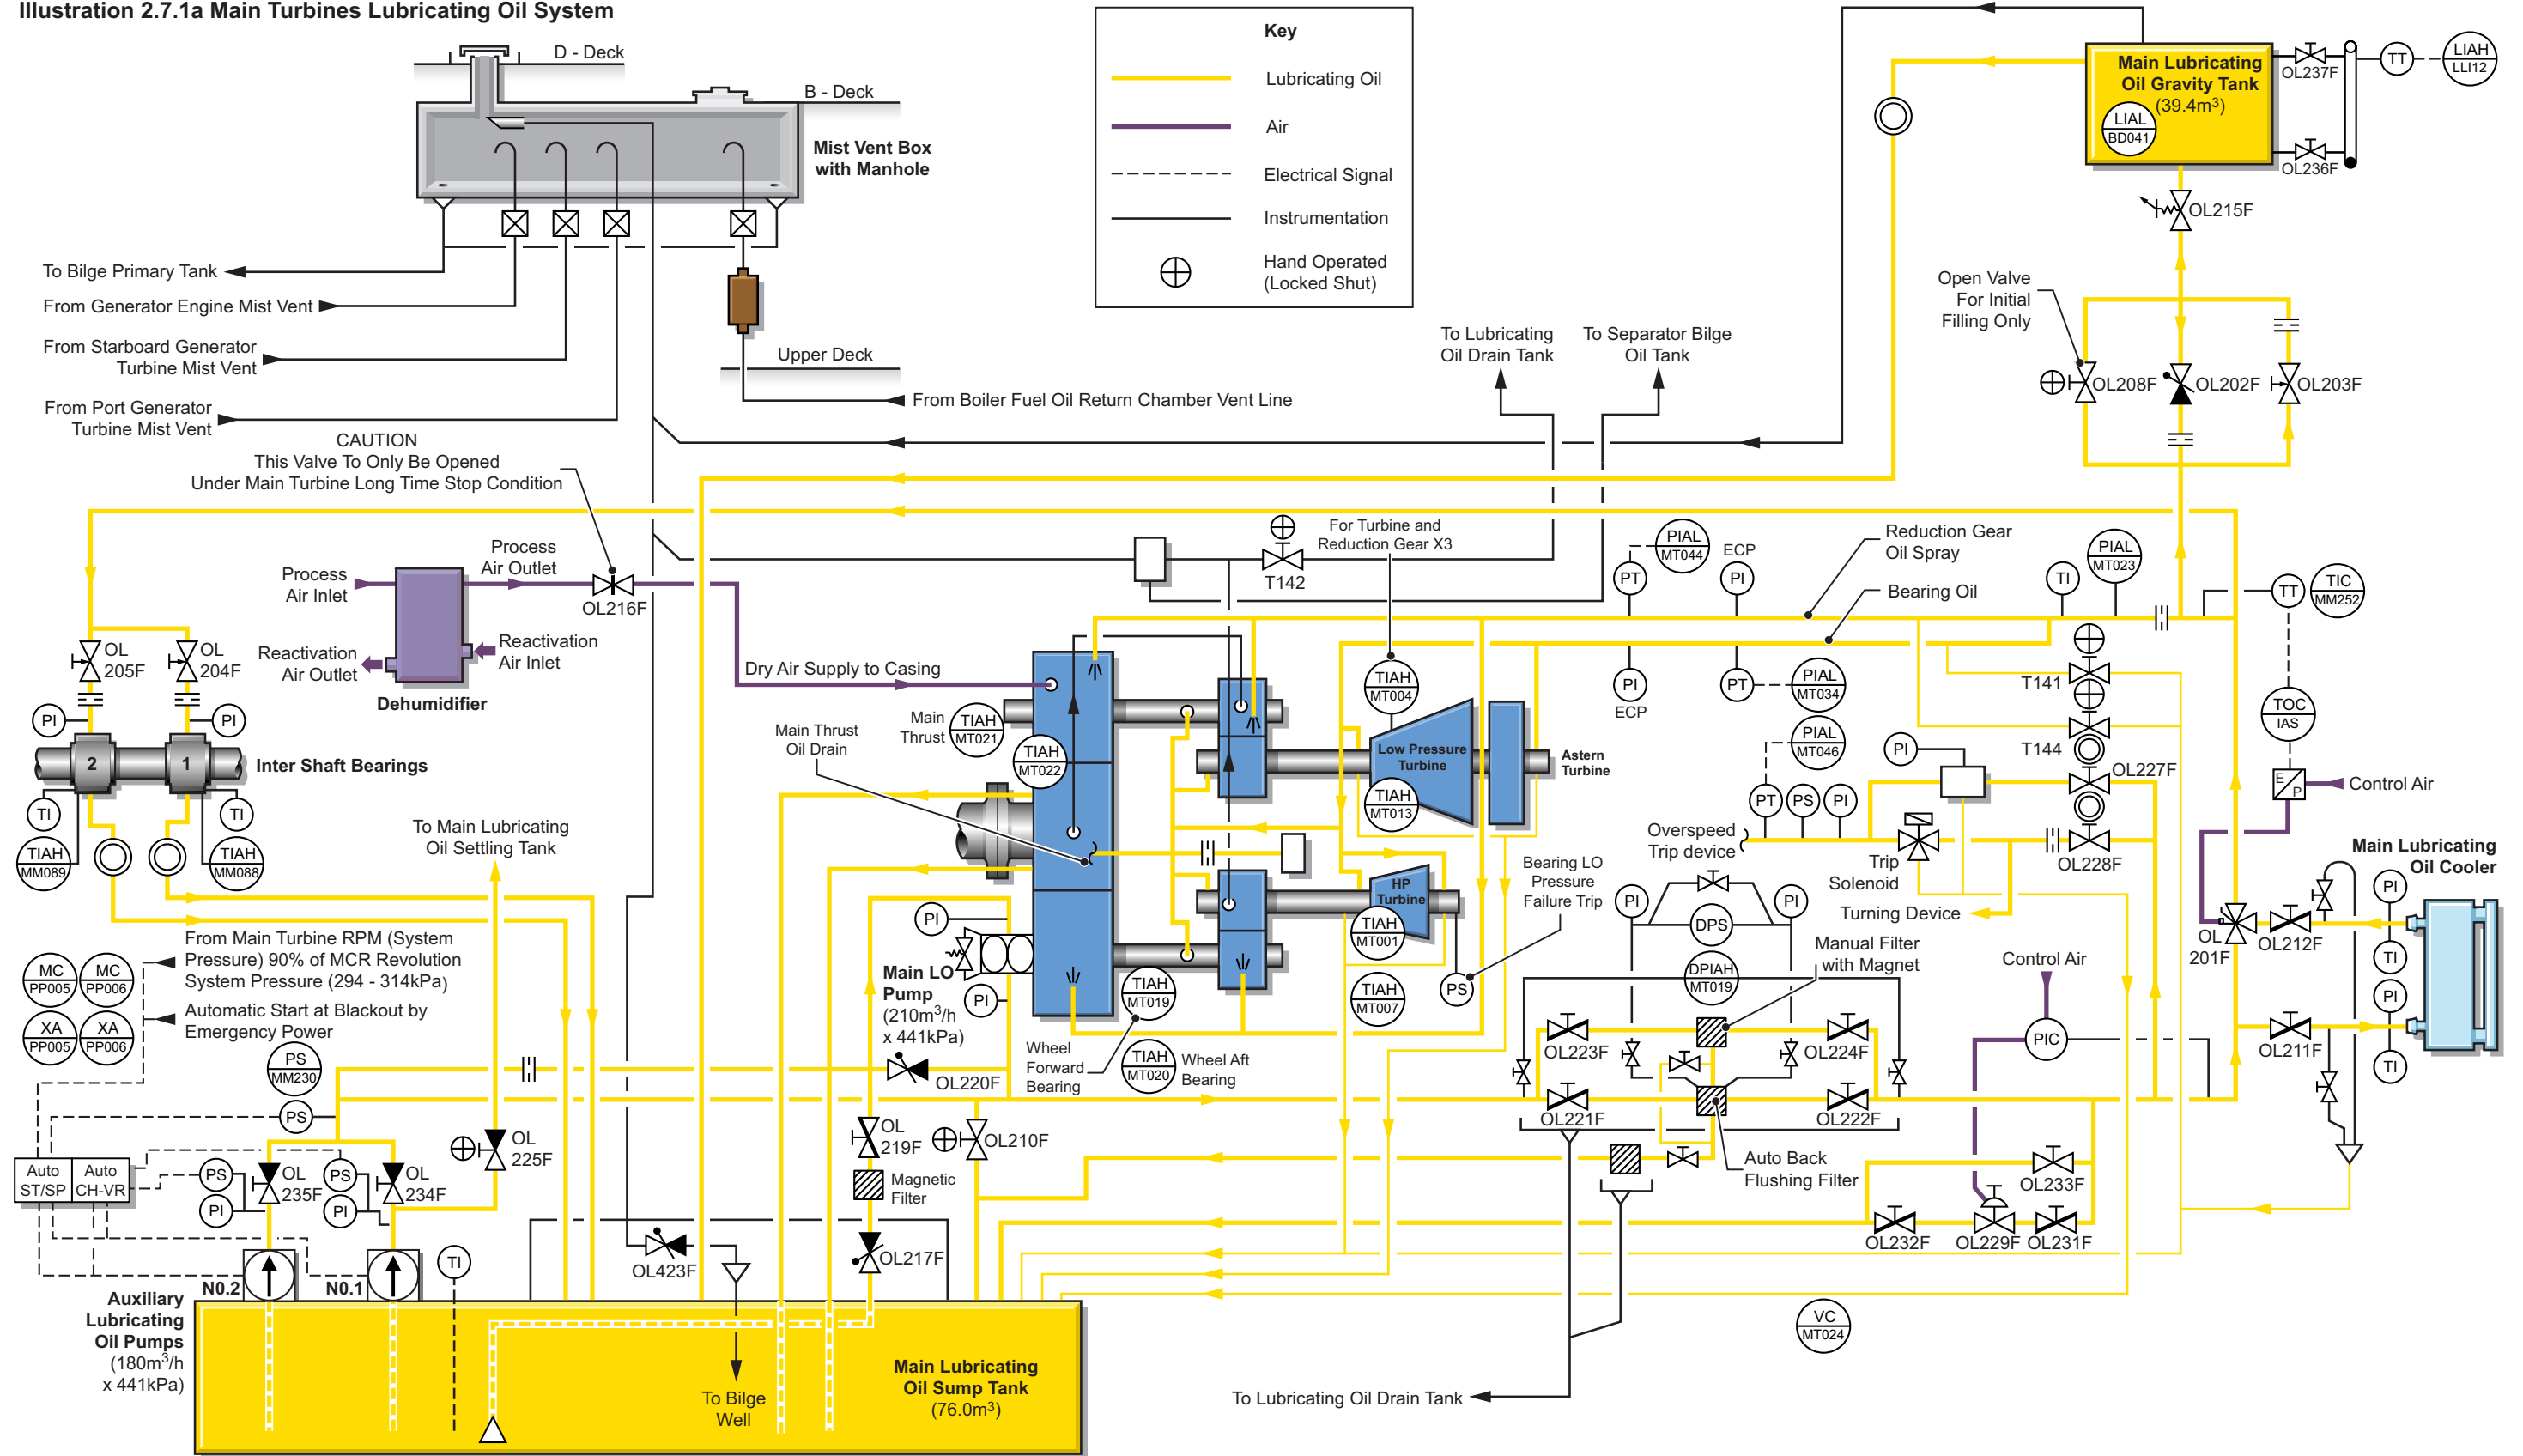 Illustration 2.7.1a Main Turbines Lubricating Oil System
D - Deck
B - Deck
Mist Vent Box
with Manhole
To Bilge Primary Tank
From Generator Engine Mist Vent
From Starboard Generator
Turbine Mist Vent
From Port Generator
Turbine Mist Vent
Upper Deck
From Boiler Fuel Oil Return Chamber Vent Line
Key
Lubricating Oil
Air
Electrical Signal
Instrumentation
Hand Operated
(Locked Shut)
To Lubricating
Oil Drain Tank
To Separator Bilge
Oil Tank
Main Lubricating
Oil Gravity Tank
(39.4m3)
LIAL
BD041
OL237F
OL236F
TT
LIAH
LLI12
OL215F
Open Valve
For Initial
Filling Only
OL208F
OL202F
OL203F
CAUTION
This Valve To Only Be Opened
Under Main Turbine Long Time Stop Condition
Process
Air Inlet
Process
Air Outlet
OL216F
Reactivation
Air Outlet
Reactivation
Air Inlet
Dehumidifier
Dry Air Supply to Casing
OL
205F
OL
204F
PI
PI
2
1
Inter Shaft Bearings
TI
TI
TIAH
MM089
TIAH
MM088
T142
For Turbine and
Reduction Gear X3
PIAL
MT044
PT
ECP
PI
PI
ECP
PT
PIAL
MT034
PIAL
MT046
Reduction Gear
Oil Spray
Bearing Oil
TI
PIAL
MT023
TT
TIC
MM252
TOC
IAS
E
P
Control Air
T141
T144
OL227F
OL228F
PI
PT
PS
PI
Overspeed
Trip device
Trip
Solenoid
Turning Device
Main
Thrust
TIAH
MT021
TIAH
MT022
Main Thrust
Oil Drain
TIAH
MT004
Low Pressure
Turbine
TIAH
MT013
Astern
Turbine
HP
Turbine
TIAH
MT001
TIAH
MT007
Bearing LO
Pressure
Failure Trip
PS
PI
PI
DPS
DPIAH
MT019
Manual Filter
with Magnet
OL223F
OL224F
OL221F
OL222F
Auto Back
Flushing Filter
Control Air
PIC
OL
201F
OL212F
OL211F
Main Lubricating
Oil Cooler
PI
TI
PI
TI
OL233F
OL232F
OL229F
OL231F
To Main Lubricating
Oil Settling Tank
From Main Turbine RPM (System
Pressure) 90% of MCR Revolution
System Pressure (294 - 314kPa)
Automatic Start at Blackout by
Emergency Power
MC
PP005
MC
PP006
XA
PP005
XA
PP006
PS
MM230
PS
Auto
ST/SP
Auto
CH-VR
PS
PI
OL
235F
PS
PI
OL
234F
OL
225F
PI
PI
Main LO
Pump
(210m3/h
x 441kPa)
OL220F
TIAH
MT019
Wheel
Forward
Bearing
TIAH
MT020
Wheel Aft
Bearing
OL
219F
OL210F
Magnetic
Filter
OL217F
OL423F
TI
N0.2
N0.1
Auxiliary
Lubricating
Oil Pumps
(180m3/h
x 441kPa)
To Bilge
Well
Main Lubricating
Oil Sump Tank
(76.0m3)
To Lubricating Oil Drain Tank
VC
MT024